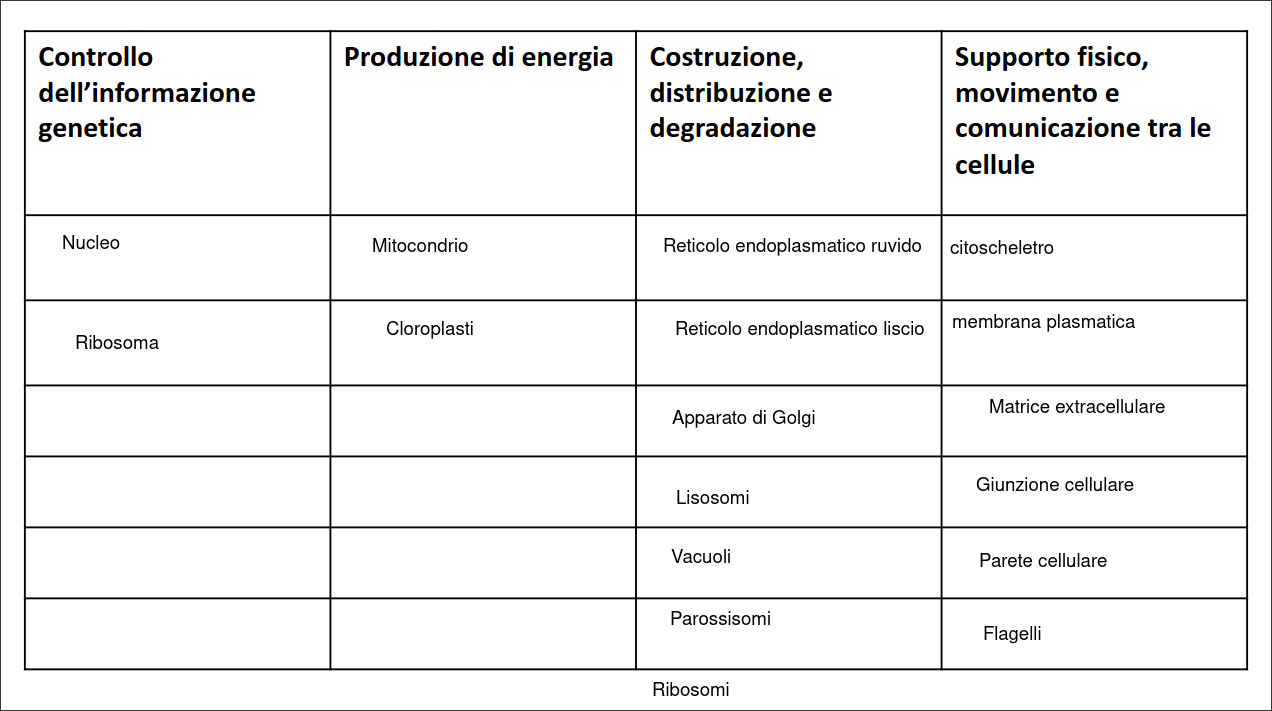 Controllo
dell’informazione
genetica
Produzione di energia
Costruzione,
distribuzione e
degradazione
Supporto fisico,
movimento e
comunicazione tra le
cellule
Nucleo
Mitocondrio
Reticolo endoplasmatico ruvido
citoscheletro
Ribosoma
Cloroplasti
Reticolo endoplasmatico liscio
membrana plasmatica
Apparato di Golgi
Matrice extracellulare
Lisosomi
Giunzione cellulare
Vacuoli
Parete cellulare
Parossisomi
Flagelli
Ribosomi